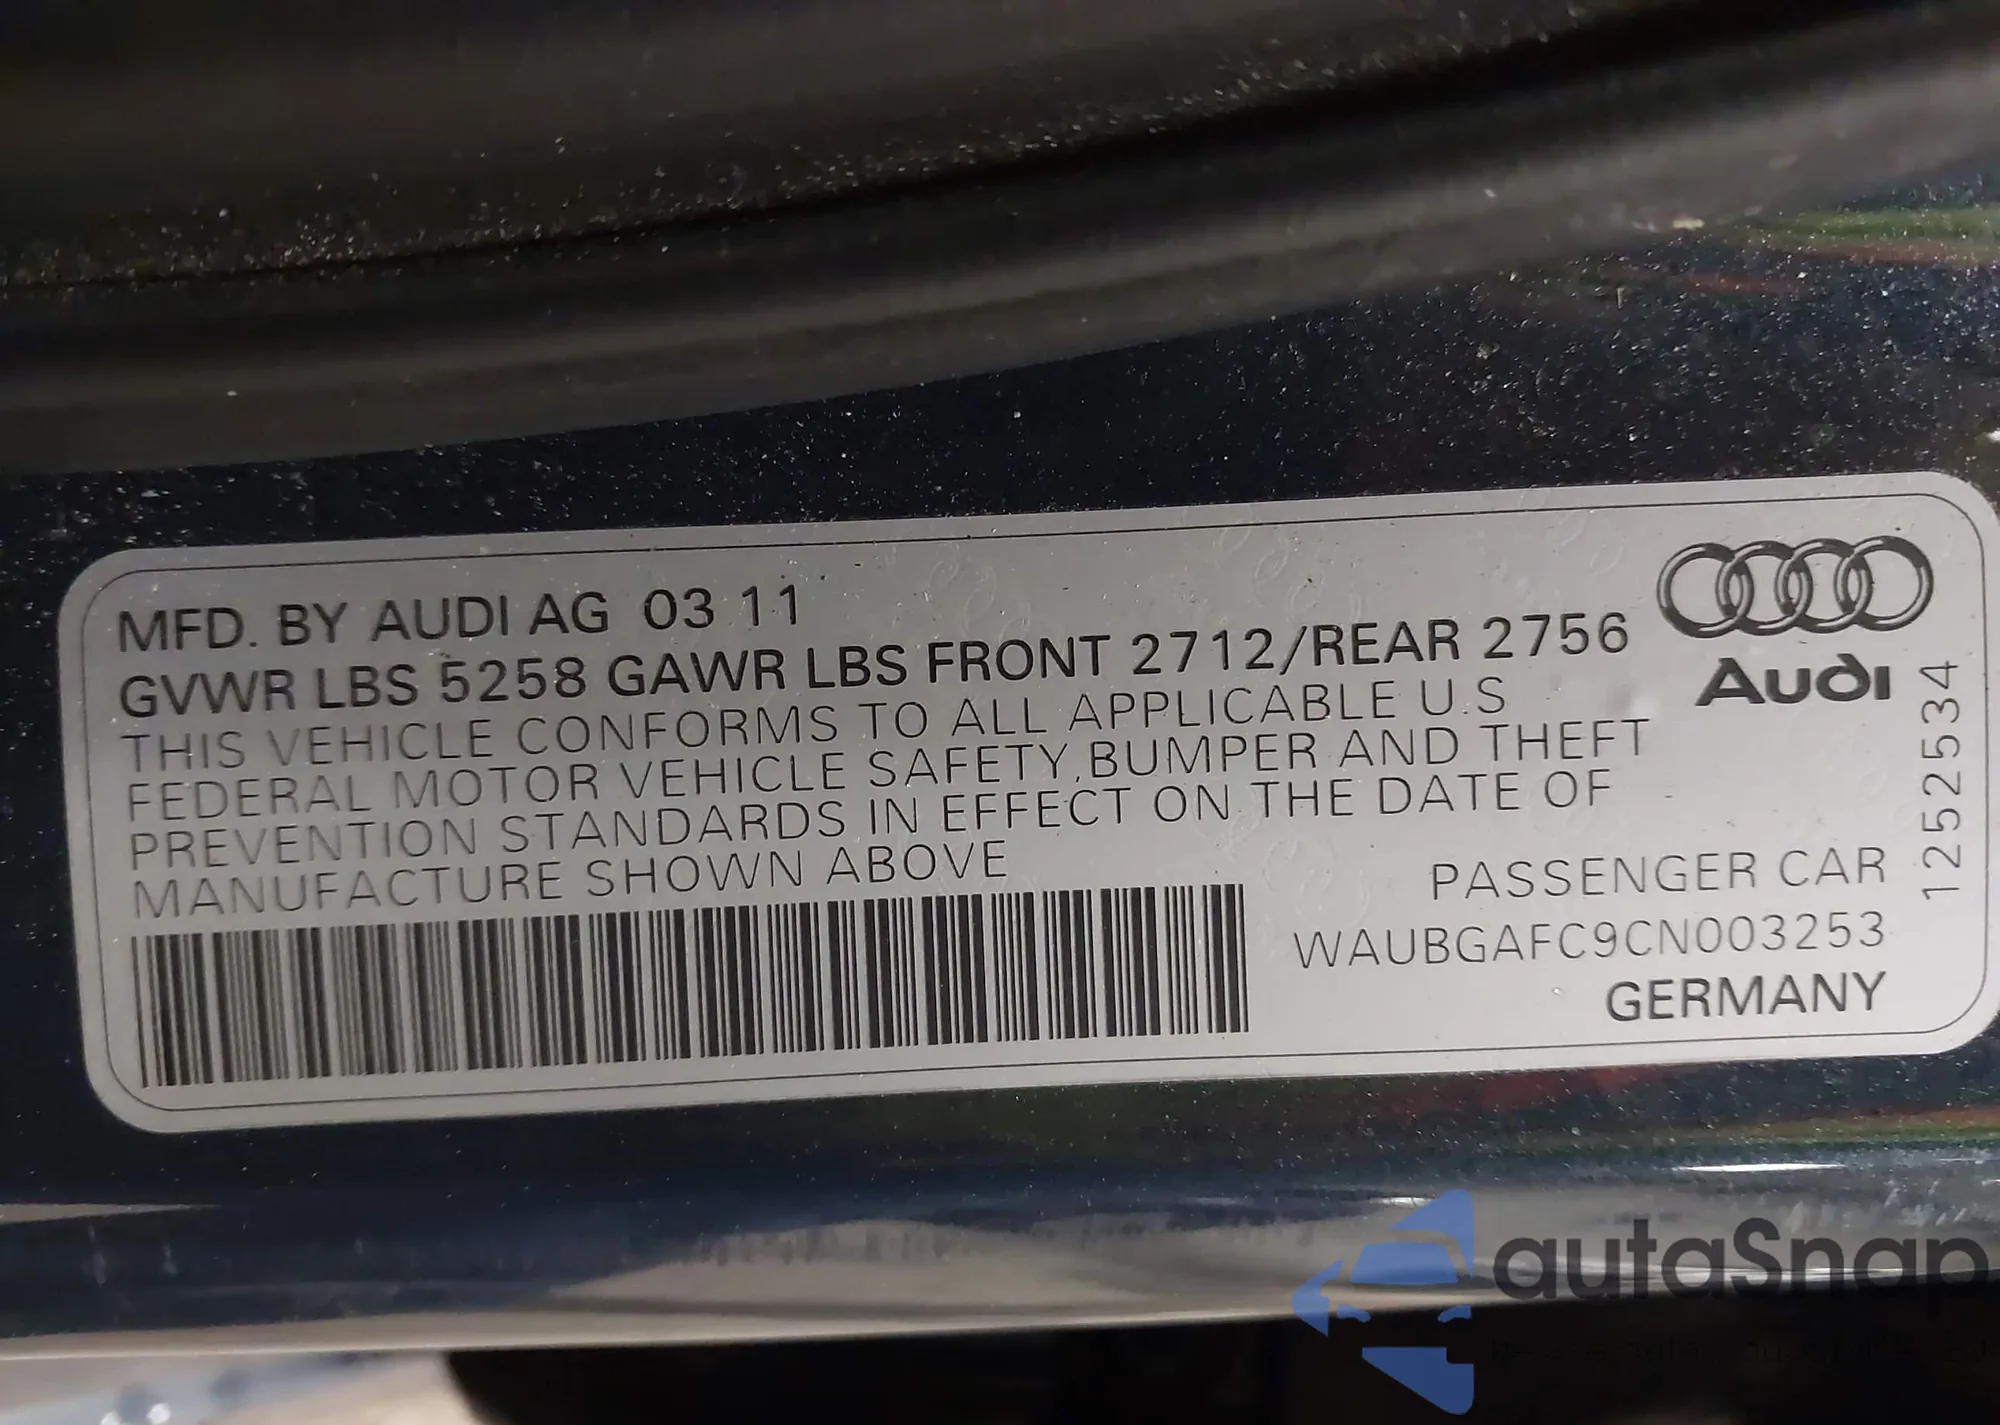 MFD. BY AUDI AG 03 11
GVWR LBS 5258 GAWR LBS FRONT 2712/REAR 2756
THIS VEHICLE CONFORMS TO ALL APPLICABLE U.S
FEDERAL MOTOR VEHICLE SAFETY,BUMPER AND THEFT
PREVENTION STANDARDS IN EFFECT ON THE DATE OF
MANUFACTURE SHOWN ABOVE
Audi
1252534
PASSENGER CAR
WAUBGAFC9CN003253
GERMANY
autaSnap